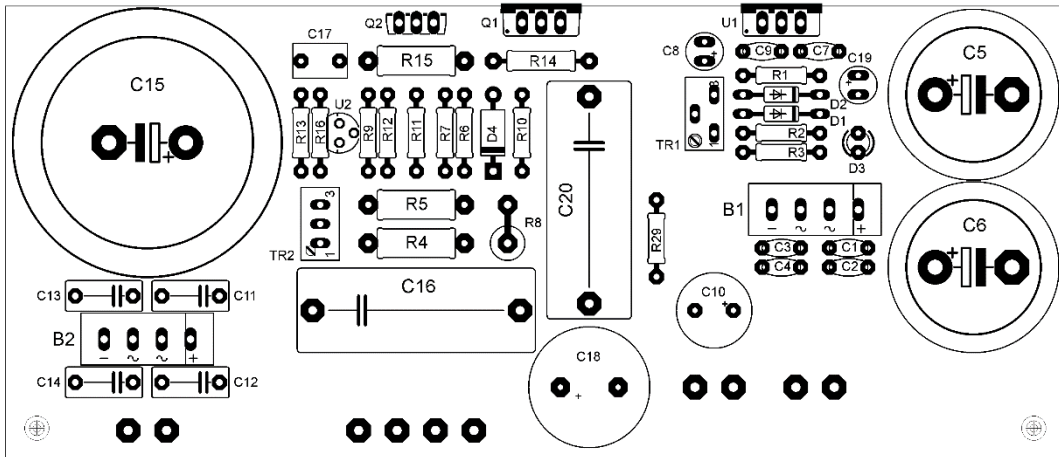 Q2
Q1
U1
C17
R15
R14
C8
+
C9
C7
C19
+
C5
+
C15
+
R1
D2
D1
R2
R3
TR1
D3
R13
R16
U2
R9
R12
R11
R7
R6
D4
R10
C20
R5
R4
R8
TR2
3
1
R29
B1
- ~ ~ +
C3
C1
C4
C2
C6
+
C16
C10
+
C13
C11
B2
- ~ ~ +
C14
C12
C18
+